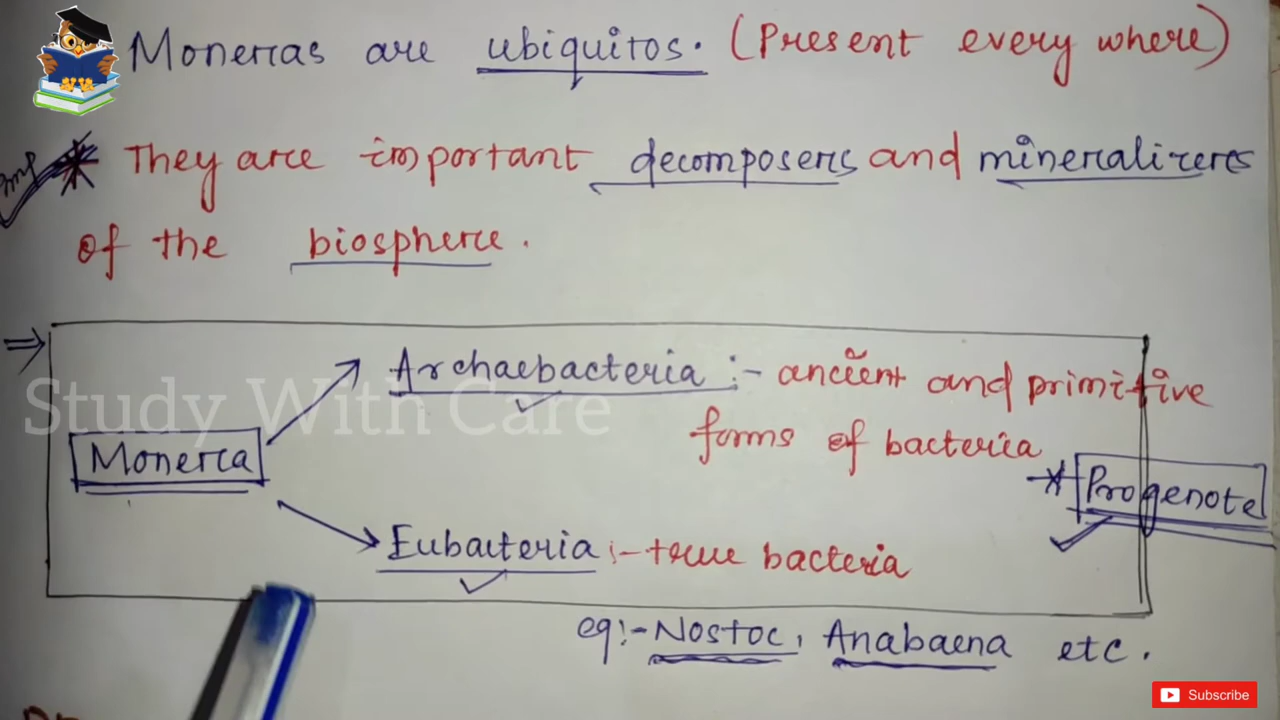 Moneras are ubiquitos. (Present every where)
Imp * They are important decomposers and mineralizers
of the biosphere.
⇒ Archaebacteria :- ancient and primitive
Study With Care
forms of bacteria
Monera
* Progenote
Eubacteria :- true bacteria
eg:- Nostoc, Anabaena etc.
Subscribe